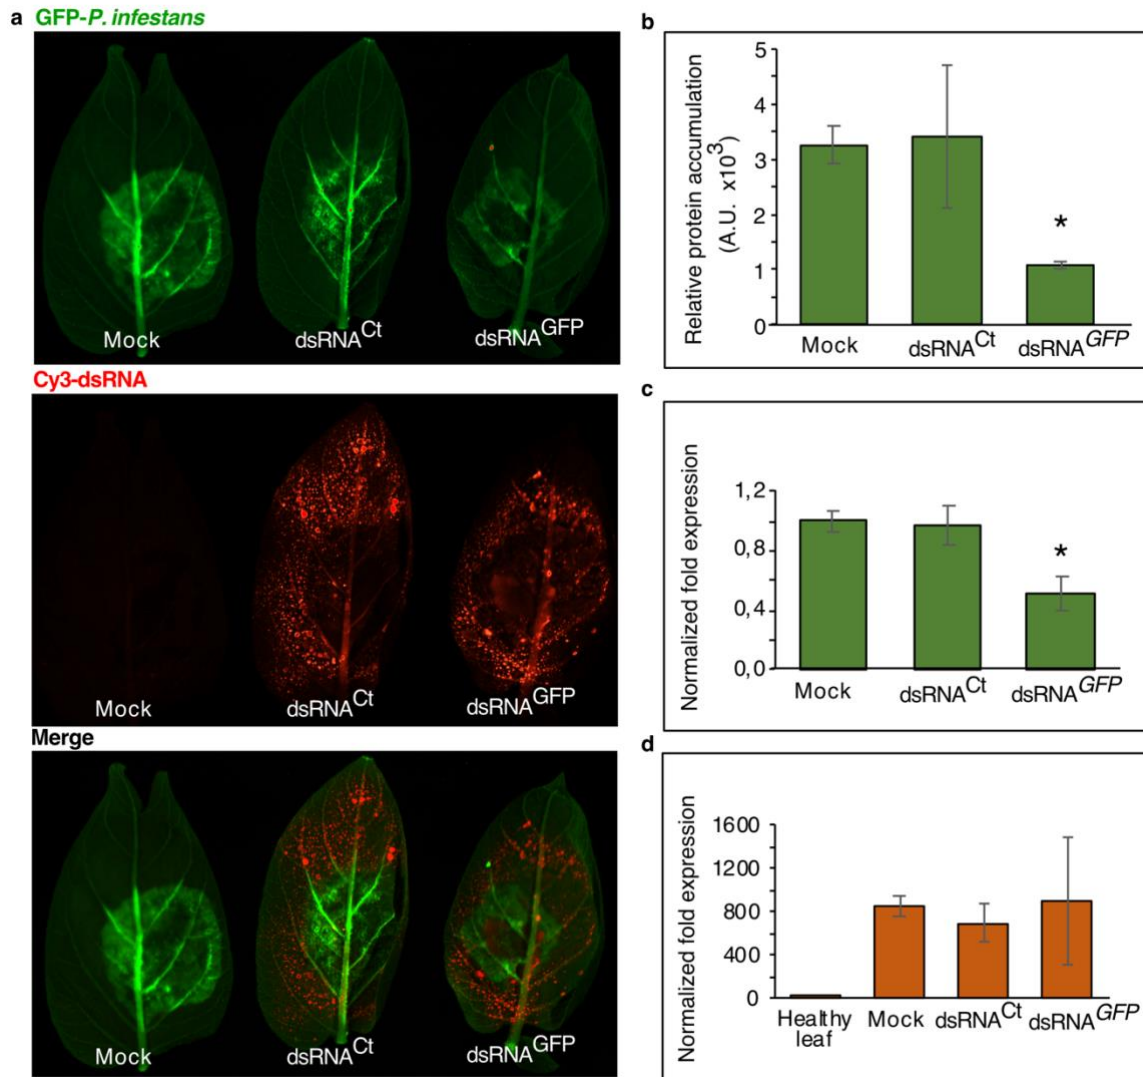 a GFP-P. infestans
Mock dsRNACt dsRNAGFP
Cy3-dsRNA
Mock dsRNACt dsRNAGFP
Merge
Mock dsRNACt dsRNAGFP
b
Relative protein accumulation
(A.U. x103)
5
4
3
2
1
0
*
Mock dsRNACt dsRNAGFP
c
Normalized fold expression
1,2
0,8
0,4
0,0
*
Mock dsRNACt dsRNAGFP
d
Normalized fold expression
1600
1200
800
400
0
Healthy
leaf
Mock dsRNACt dsRNAGFP